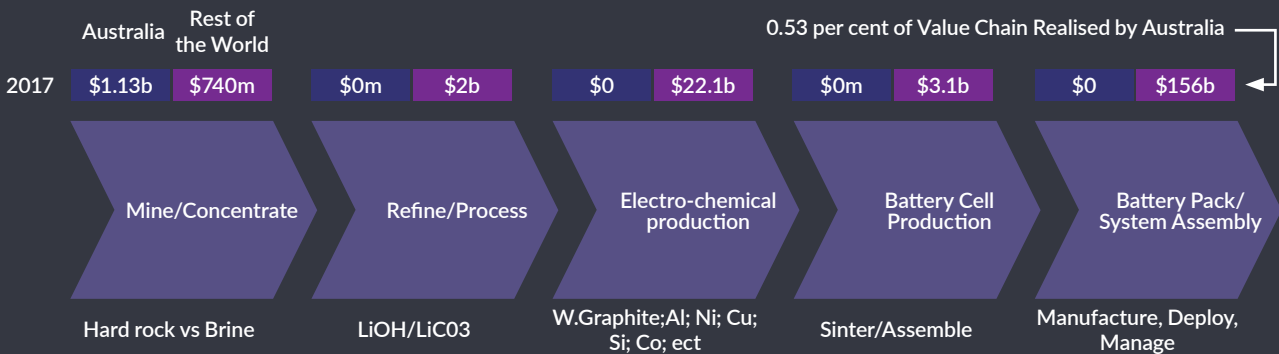 Australia
Rest of
the World
0.53 per cent of Value Chain Realised by Australia
2017
$1.13b
$740m
$0m
$2b
$0
$22.1b
$0m
$3.1b
$0
$156b
Mine/Concentrate
Refine/Process
Electro-chemical
production
Battery Cell
Production
Battery Pack/
System Assembly
Hard rock vs Brine
LiOH/LiC03
W.Graphite;Al; Ni; Cu;
Si; Co; ect
Sinter/Assemble
Manufacture, Deploy,
Manage